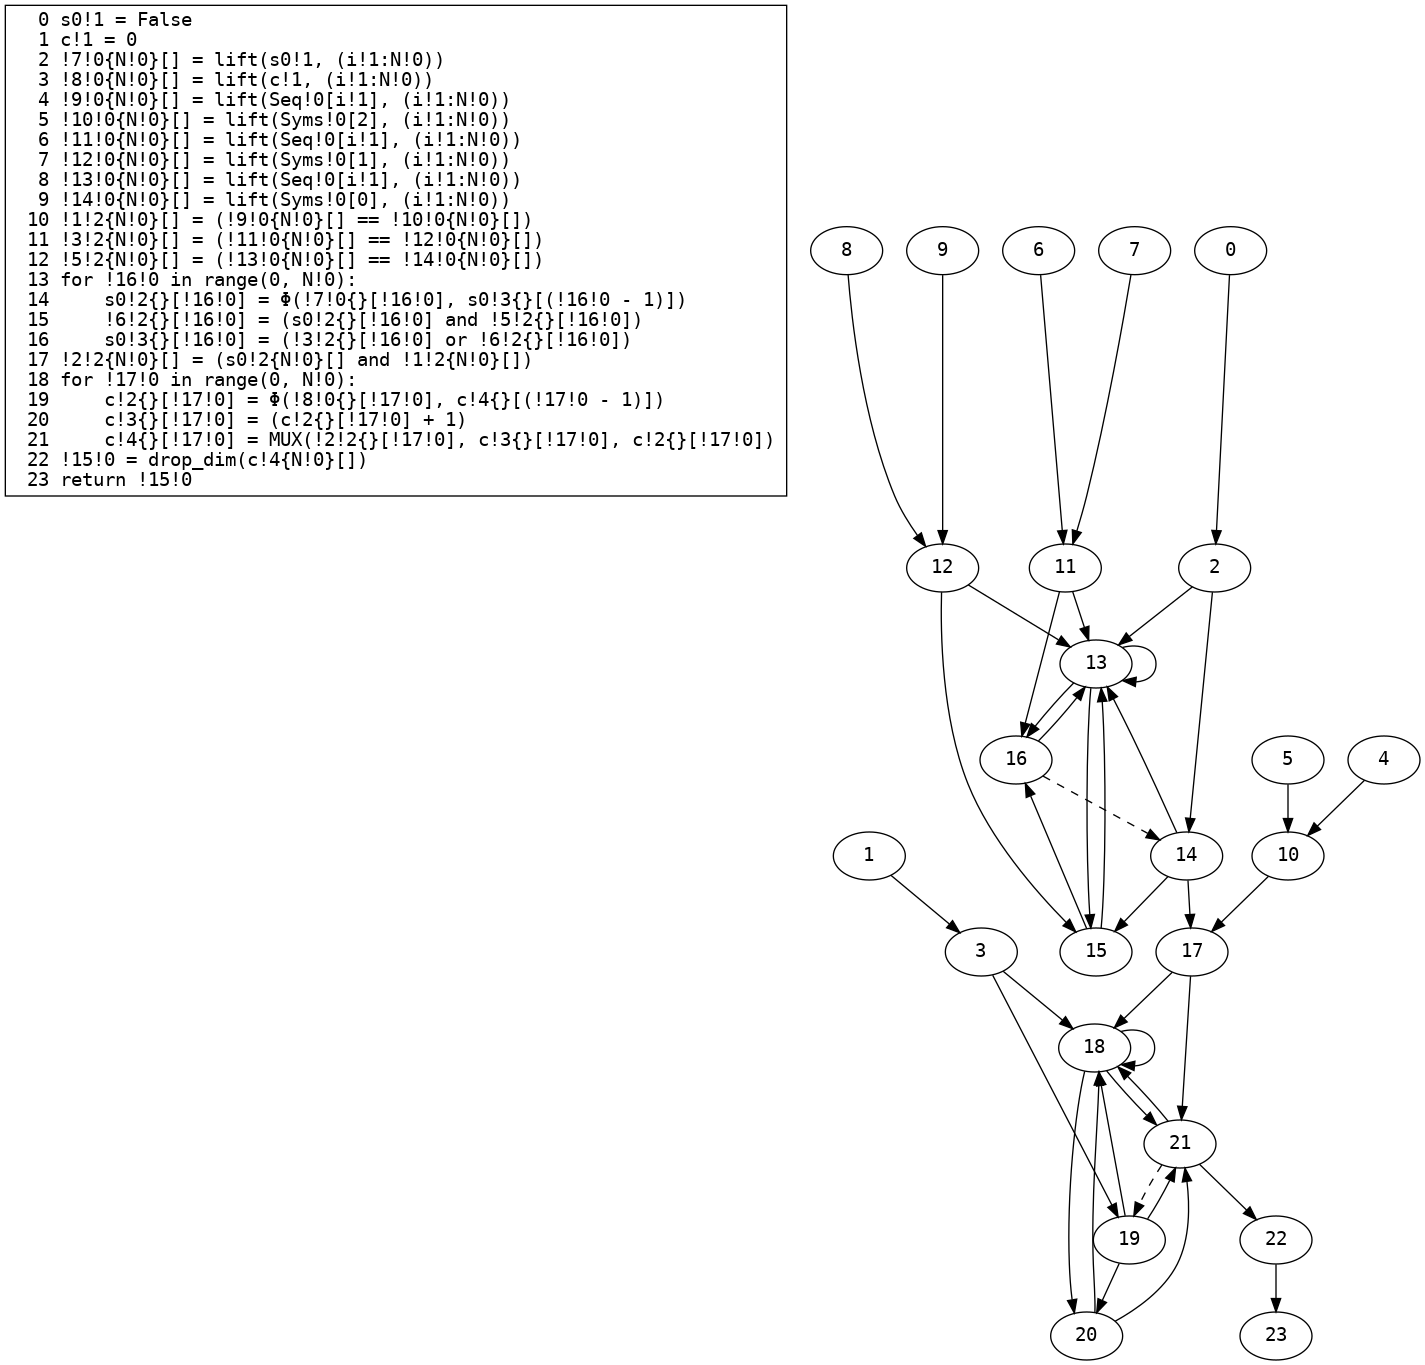 0 s0!1 = False
1 c!1 = 0
2 !7!0{N!0}[] = lift(s0!1, (i!1:N!0))
3 !8!0{N!0}[] = lift(c!1, (i!1:N!0))
4 !9!0{N!0}[] = lift(Seq!0[i!1], (i!1:N!0))
5 !10!0{N!0}[] = lift(Syms!0[2], (i!1:N!0))
6 !11!0{N!0}[] = lift(Seq!0[i!1], (i!1:N!0))
7 !12!0{N!0}[] = lift(Syms!0[1], (i!1:N!0))
8 !13!0{N!0}[] = lift(Seq!0[i!1], (i!1:N!0))
9 !14!0{N!0}[] = lift(Syms!0[0], (i!1:N!0))
10 !1!2{N!0}[] = (!9!0{N!0}[] == !10!0{N!0}[])
11 !3!2{N!0}[] = (!11!0{N!0}[] == !12!0{N!0}[])
12 !5!2{N!0}[] = (!13!0{N!0}[] == !14!0{N!0}[])
13 for !16!0 in range(0, N!0):
14     s0!2{}[!16!0] = Φ(!7!0{}[!16!0], s0!3{}[(!16!0 - 1)])
15     !6!2{}[!16!0] = (s0!2{}[!16!0] and !5!2{}[!16!0])
16     s0!3{}[!16!0] = (!3!2{}[!16!0] or !6!2{}[!16!0])
17 !2!2{N!0}[] = (s0!2{N!0}[] and !1!2{N!0}[])
18 for !17!0 in range(0, N!0):
19     c!2{}[!17!0] = Φ(!8!0{}[!17!0], c!4{}[(!17!0 - 1)])
20     c!3{}[!17!0] = (c!2{}[!17!0] + 1)
21     c!4{}[!17!0] = MUX(!2!2{}[!17!0], c!3{}[!17!0], c!2{}[!17!0])
22 !15!0 = drop_dim(c!4{N!0}[])
23 return !15!0
8 9 6 7 0
12 11 2
13
16 5 4
1 14 10
3 15 17
18
21
19 22
20 23